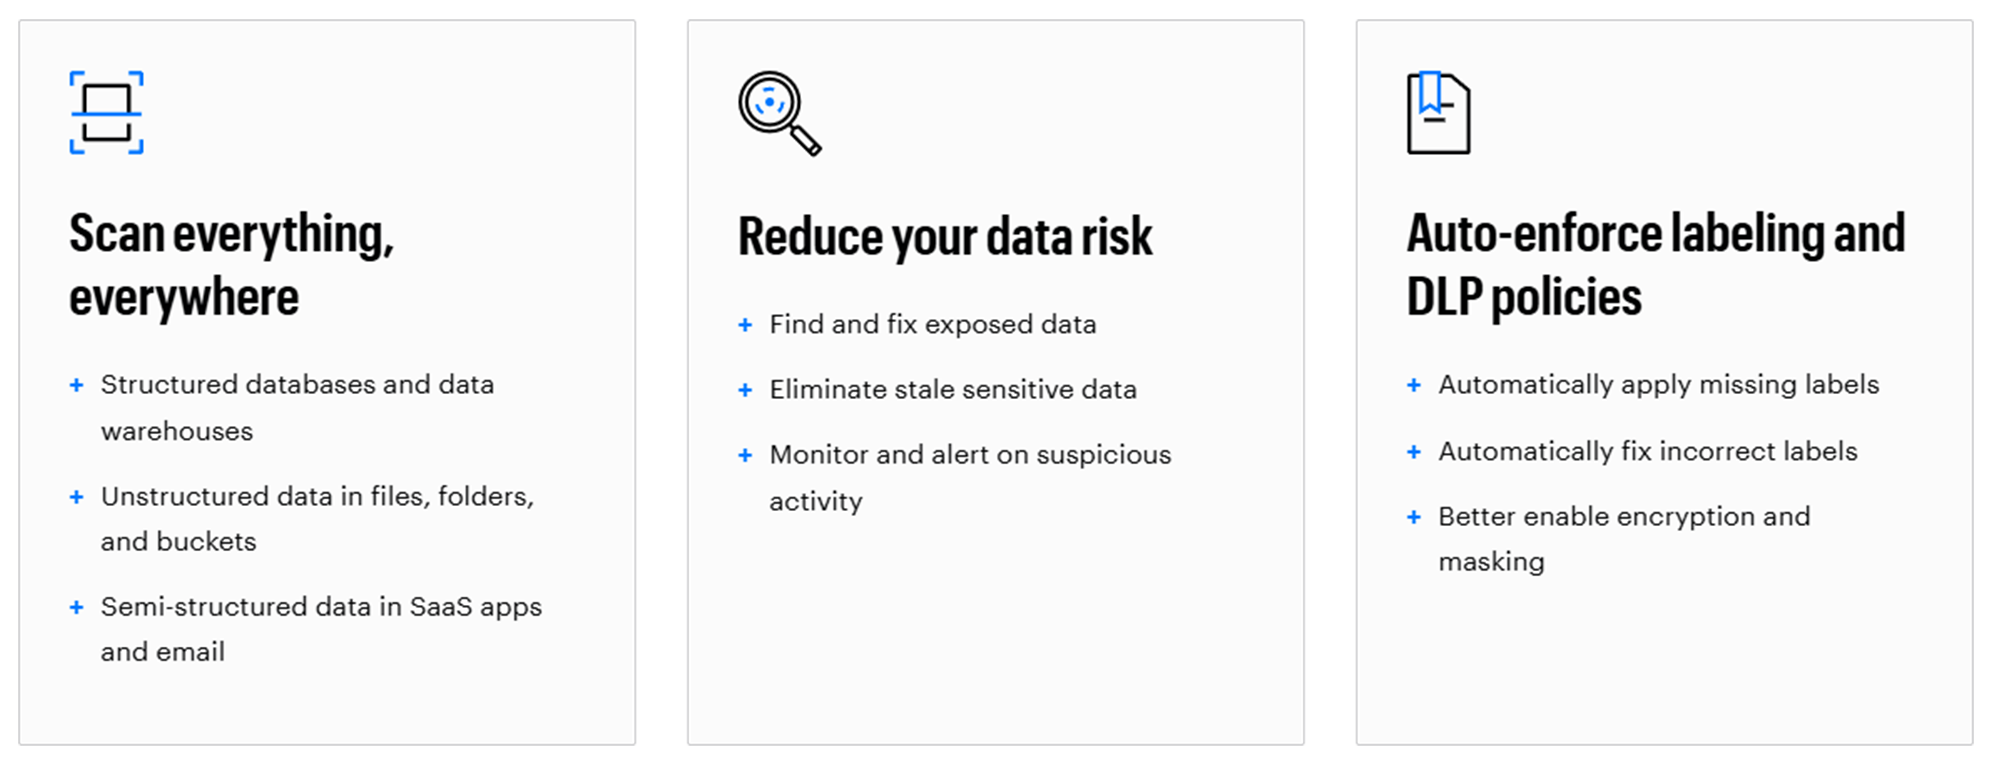 Scan everything,
everywhere
+ Structured databases and data
warehouses
+ Unstructured data in files, folders,
and buckets
+ Semi-structured data in SaaS apps
and email
Reduce your data risk
+ Find and fix exposed data
+ Eliminate stale sensitive data
+ Monitor and alert on suspicious
activity
Auto-enforce labeling and
DLP policies
+ Automatically apply missing labels
+ Automatically fix incorrect labels
+ Better enable encryption and
masking